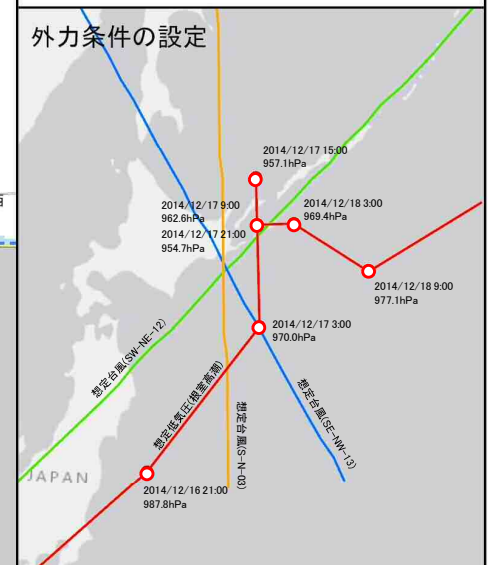 外力条件の設定
2014/12/17 15:00
957.1hPa
2014/12/17 9:00
962.6hPa
2014/12/17 21:00
954.7hPa
2014/12/18 3:00
969.4hPa
2014/12/18 9:00
977.1hPa
2014/12/17 3:00
970.0hPa
想定台風(SW-NE-12)
想定低気圧(根室高潮)
想定台風(S-N-03)
想定台風(SE-NW-13)
JAPAN
2014/12/16 21:00
987.8hPa